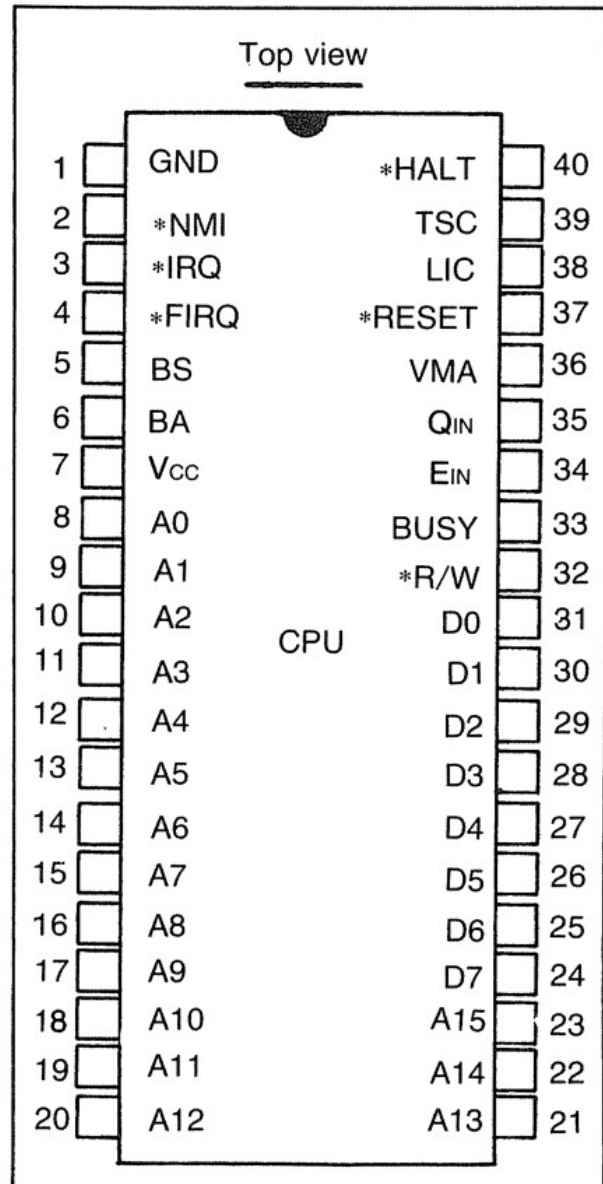 Top view
1 GND *HALT 40
2 *NMI TSC 39
3 *IRQ LIC 38
4 *FIRQ *RESET 37
5 BS VMA 36
6 BA QIN 35
7 VCC EIN 34
8 A0 BUSY 33
9 A1 *R/W 32
10 A2 D0 31
CPU
11 A3 D1 30
12 A4 D2 29
13 A5 D3 28
14 A6 D4 27
15 A7 D5 26
16 A8 D6 25
17 A9 D7 24
18 A10 A15 23
19 A11 A14 22
20 A12 A13 21